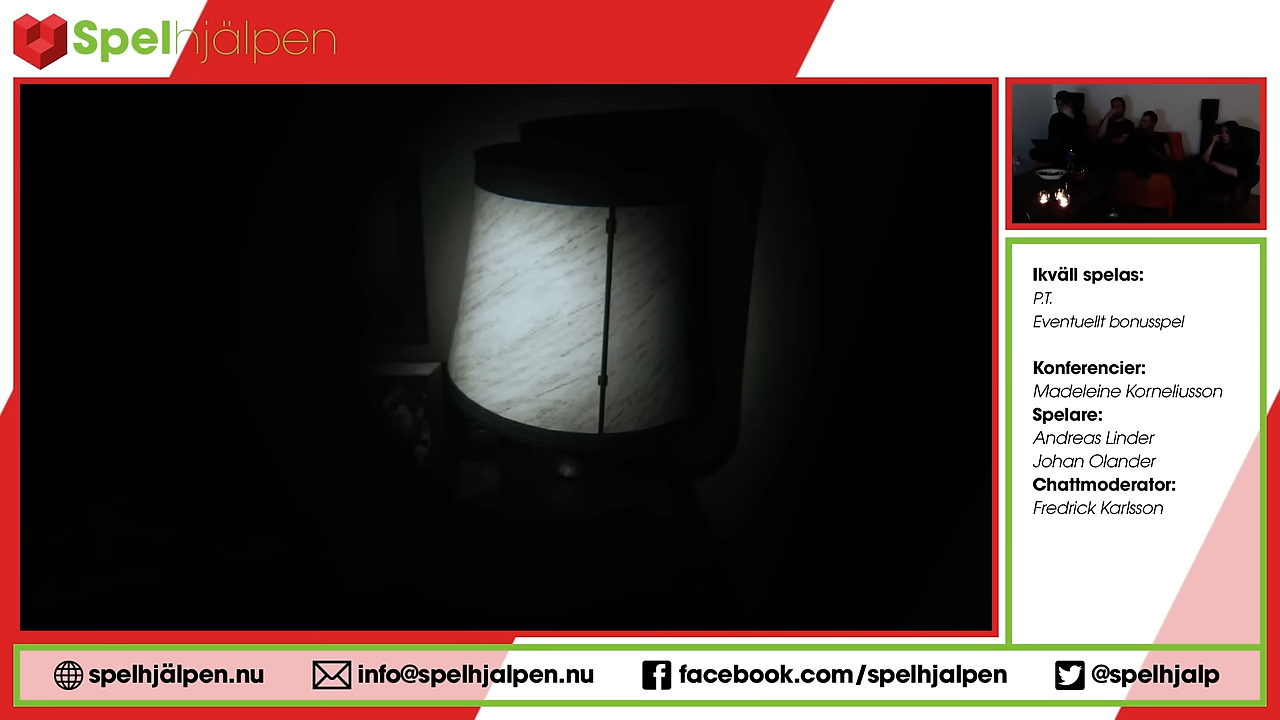 Spelhjälpen
Ikväll spelas:
P.T.
Eventuellt bonusspel
Konferencier:
Madeleine Korneliusson
Spelare:
Andreas Linder
Johan Olander
Chattmoderator:
Fredrick Karlsson
spelhjälpen.nu
info@spelhjalpen.nu
facebook.com/spelhjalpen
@spelhjalp